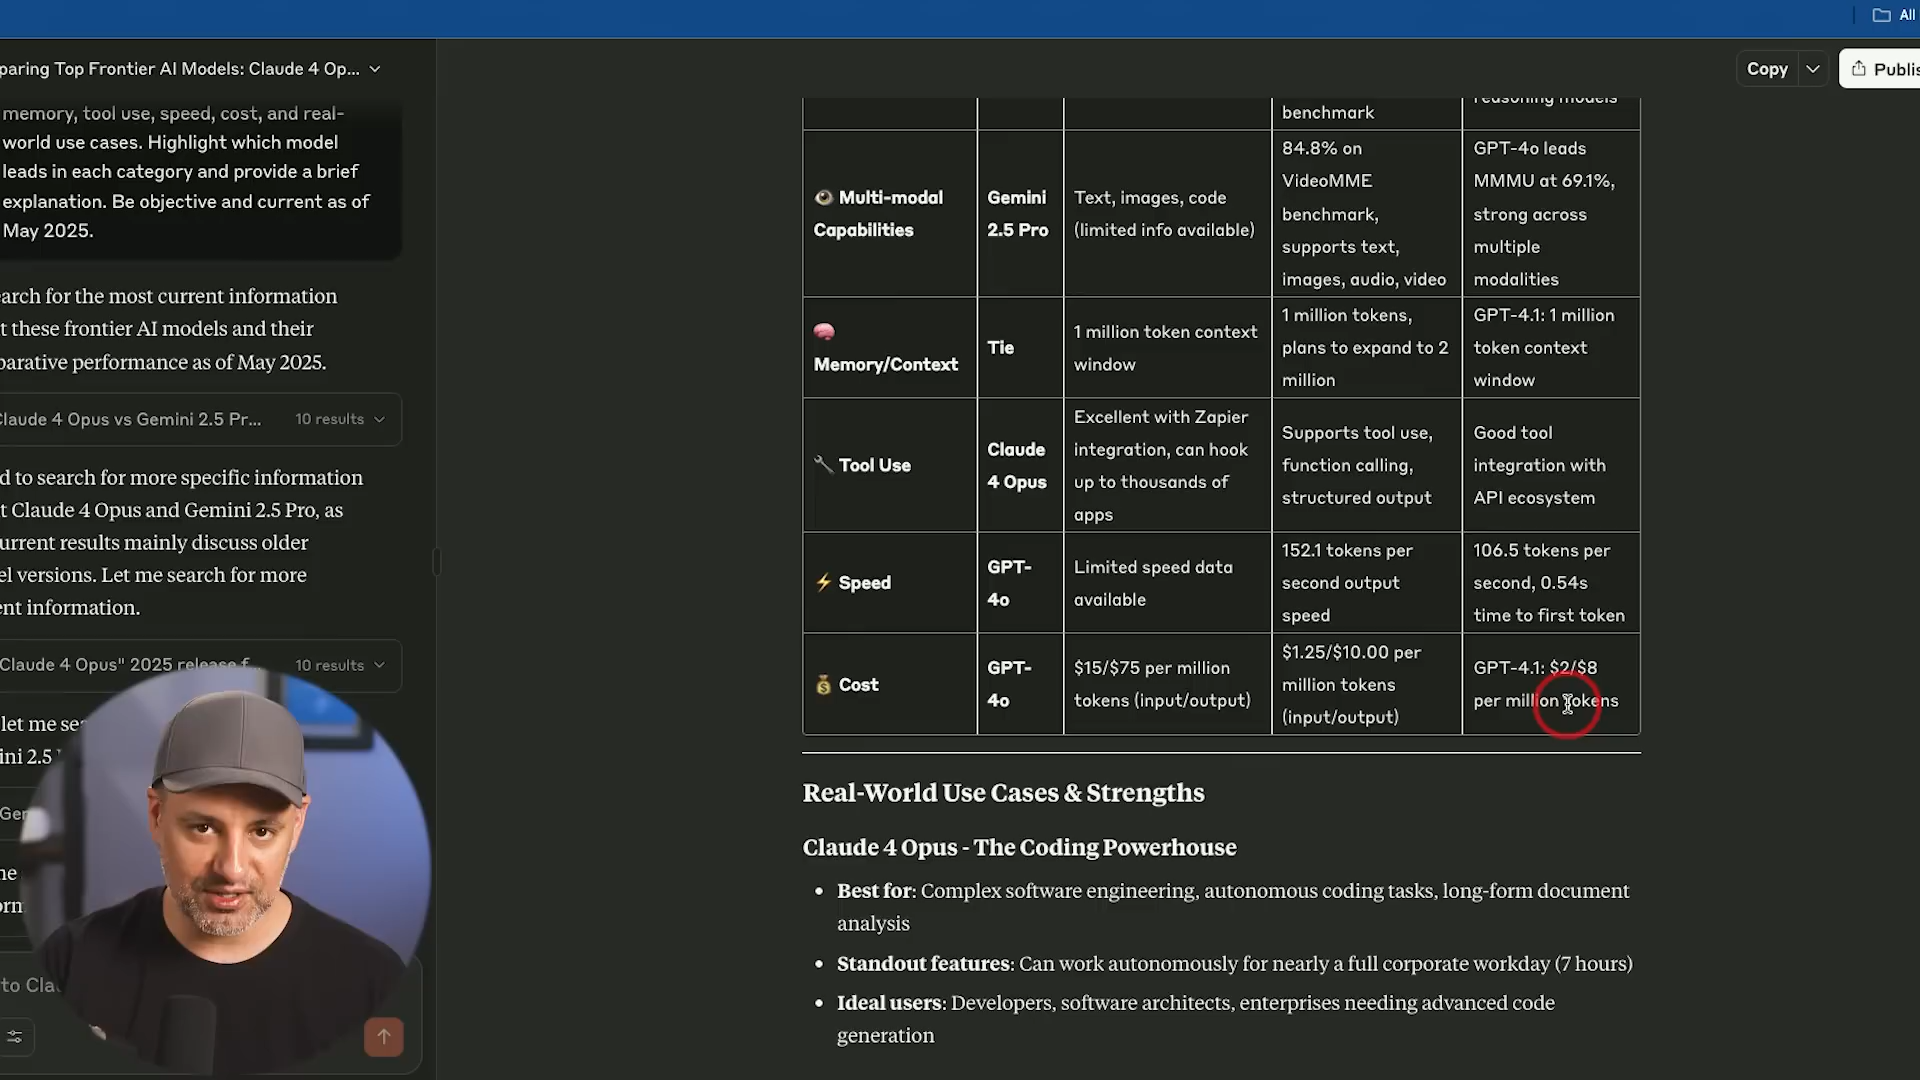 All
paring Top Frontier AI Models: Claude 4 Op...
Copy
Publis
memory, tool use, speed, cost, and real-
world use cases. Highlight which model
leads in each category and provide a brief
explanation. Be objective and current as of
May 2025.
earch for the most current information
t these frontier AI models and their
parative performance as of May 2025.
Claude 4 Opus vs Gemini 2.5 Pr...
10 results
d to search for more specific information
t Claude 4 Opus and Gemini 2.5 Pro, as
urrent results mainly discuss older
el versions. Let me search for more
ent information.
Claude 4 Opus" 2025 release f...
10 results
let me sea
ini 2.5
Ger
ne
orn
to Cla
benchmark
reasoning models
Multi-modal
Capabilities
Gemini
2.5 Pro
Text, images, code
(limited info available)
84.8% on
VideoMME
benchmark,
supports text,
images, audio, video
GPT-4o leads
MMMU at 69.1%,
strong across
multiple
modalities
Memory/Context
Tie
1 million token context
window
1 million tokens,
plans to expand to 2
million
GPT-4.1: 1 million
token context
window
Tool Use
Claude
4 Opus
Excellent with Zapier
integration, can hook
up to thousands of
apps
Supports tool use,
function calling,
structured output
Good tool
integration with
API ecosystem
Speed
GPT-
4o
Limited speed data
available
152.1 tokens per
second output
speed
106.5 tokens per
second, 0.54s
time to first token
Cost
GPT-
4o
$15/$75 per million
tokens (input/output)
$1.25/$10.00 per
million tokens
(input/output)
GPT-4.1: $2/$8
per million tokens
Real-World Use Cases & Strengths
Claude 4 Opus - The Coding Powerhouse
• Best for: Complex software engineering, autonomous coding tasks, long-form document
analysis
• Standout features: Can work autonomously for nearly a full corporate workday (7 hours)
• Ideal users: Developers, software architects, enterprises needing advanced code
generation